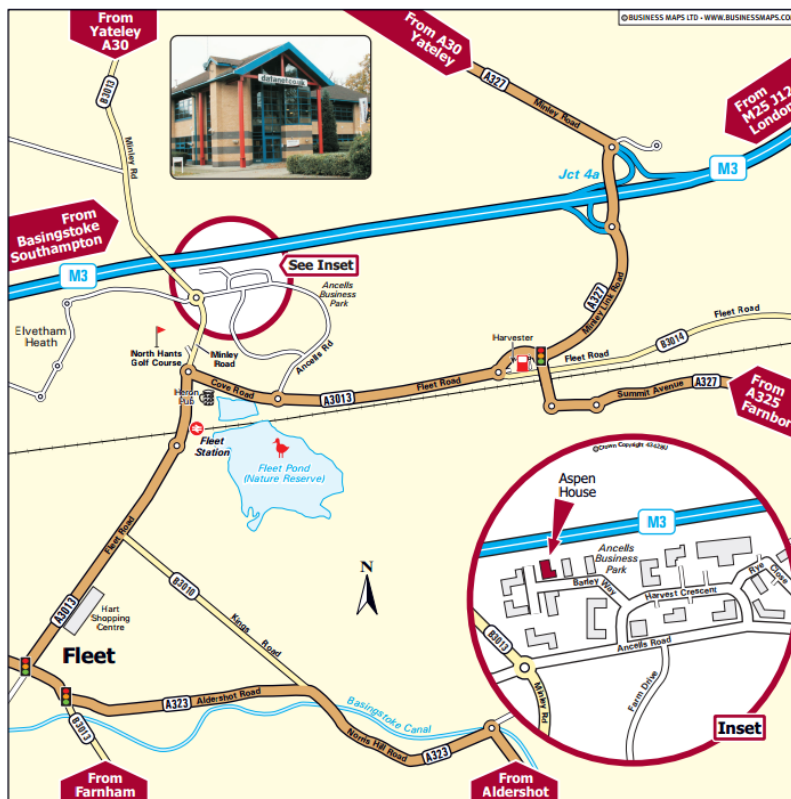 From
Yateley
A30
From A30
Yateley
©BUSINESS MAPS LTD • WWW.BUSINESSMAPS.COM
B3013
Minley Rd
datanet.co.uk
A327
Minley Road
From
M25 J12
London
Jct 4a
M3
From
Basingstoke
Southampton
M3
See Inset
Ancells
Business
Park
A327
Minley Link Road
Elvetham
Heath
North Hants
Golf Course
Minley
Road
Ancells Rd
Harvester
Fleet Road
B3014
Fleet Road
Heron
Pub
Cove Road
A3013
Fleet Road
Summit Avenue
A327
From
A325
Farnbor
Fleet
Station
Fleet Pond
(Nature Reserve)
Fleet Road
A3013
B3010
Kings Road
Hart
Shopping
Centre
N
Fleet
A323
Aldershot Road
Basingstoke Canal
Norris Hill Road
A323
B3013
From
Farnham
From
Aldershot
Aspen
House
M3
Ancells
Business
Park
Barley Way
Harvest Crescent
Rye Close
Ancells Road
B3013
Minley Rd
Farm Drive
Inset